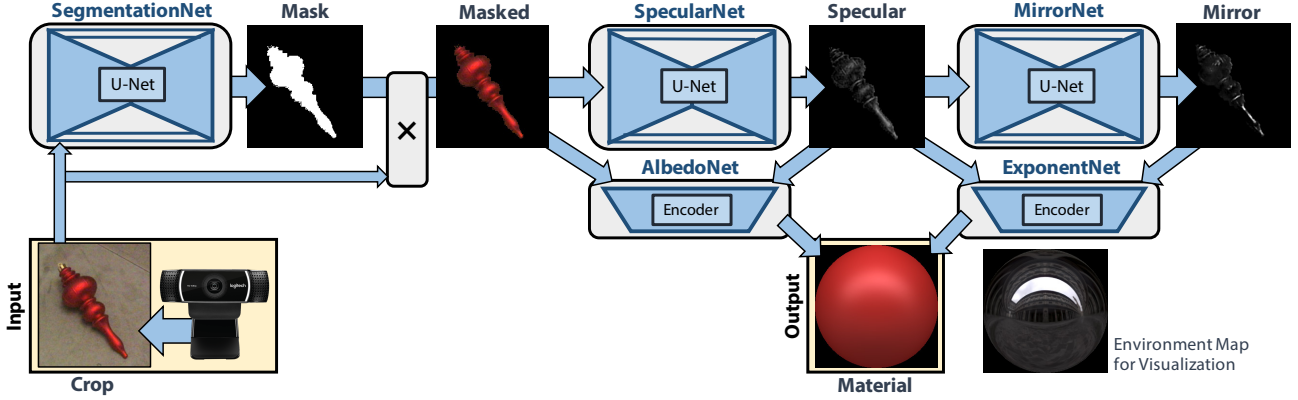 SegmentationNet
Mask
Masked
SpecularNet
Specular
MirrorNet
Mirror
U-Net
U-Net
U-Net
×
AlbedoNet
ExponentNet
Encoder
Encoder
Input
logitech
Output
Crop
Material
Environment Map
for Visualization